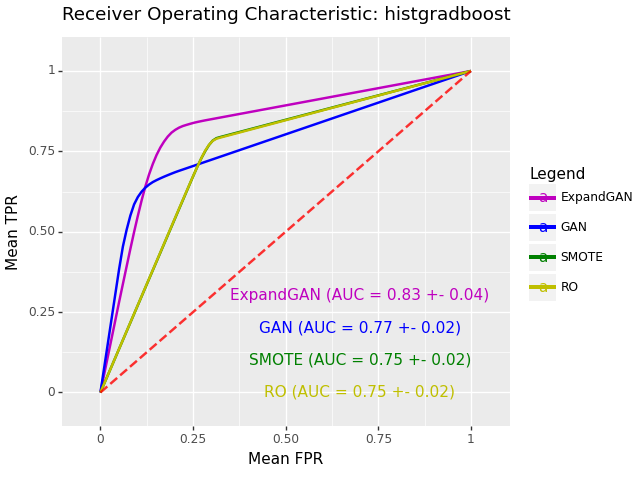 Receiver Operating Characteristic: histgradboost
Mean TPR
1
0.75
0.50
0.25
0
ExpandGAN (AUC = 0.83 +- 0.04)
GAN (AUC = 0.77 +- 0.02)
SMOTE (AUC = 0.75 +- 0.02)
RO (AUC = 0.75 +- 0.02)
0 0.25 0.50 0.75 1
Mean FPR
Legend
a ExpandGAN
a GAN
a SMOTE
a RO